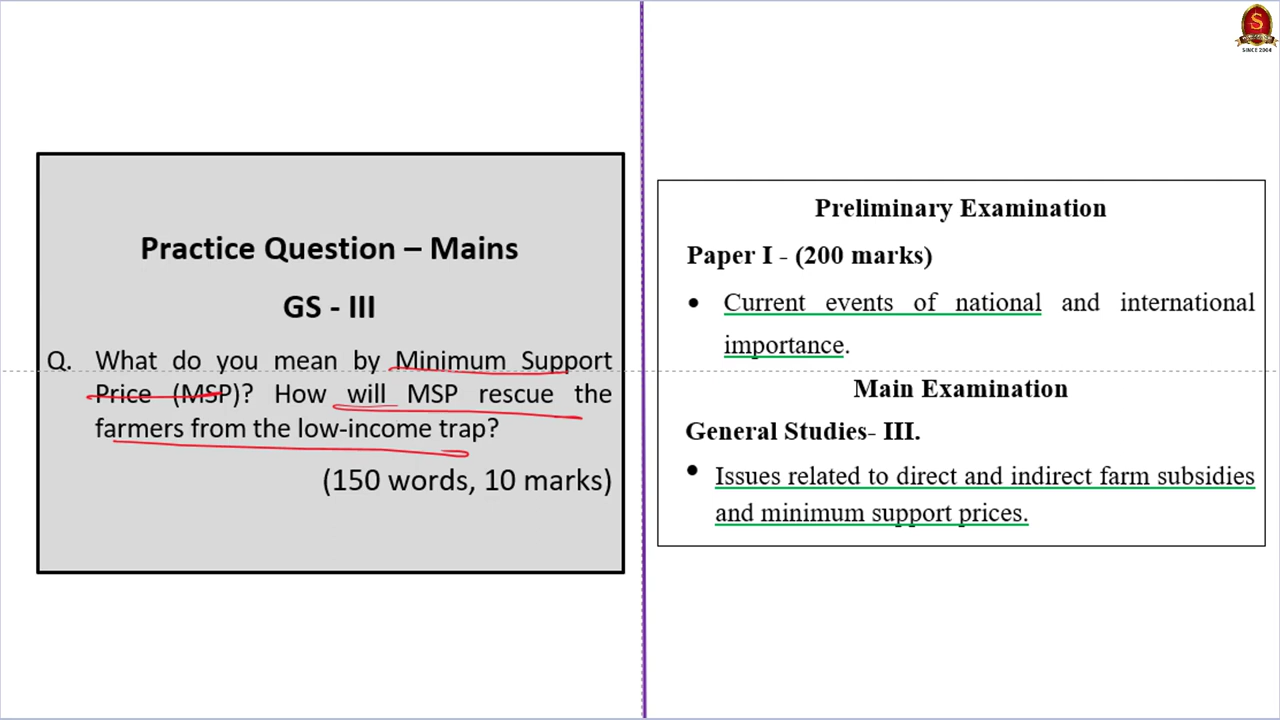 S
SINCE 2004
Practice Question – Mains
GS - III
Q. What do you mean by Minimum Support
Price (MSP)? How will MSP rescue the
farmers from the low-income trap?
(150 words, 10 marks)
Preliminary Examination
Paper I - (200 marks)
• Current events of national and international
importance.
Main Examination
General Studies- III.
• Issues related to direct and indirect farm subsidies
and minimum support prices.